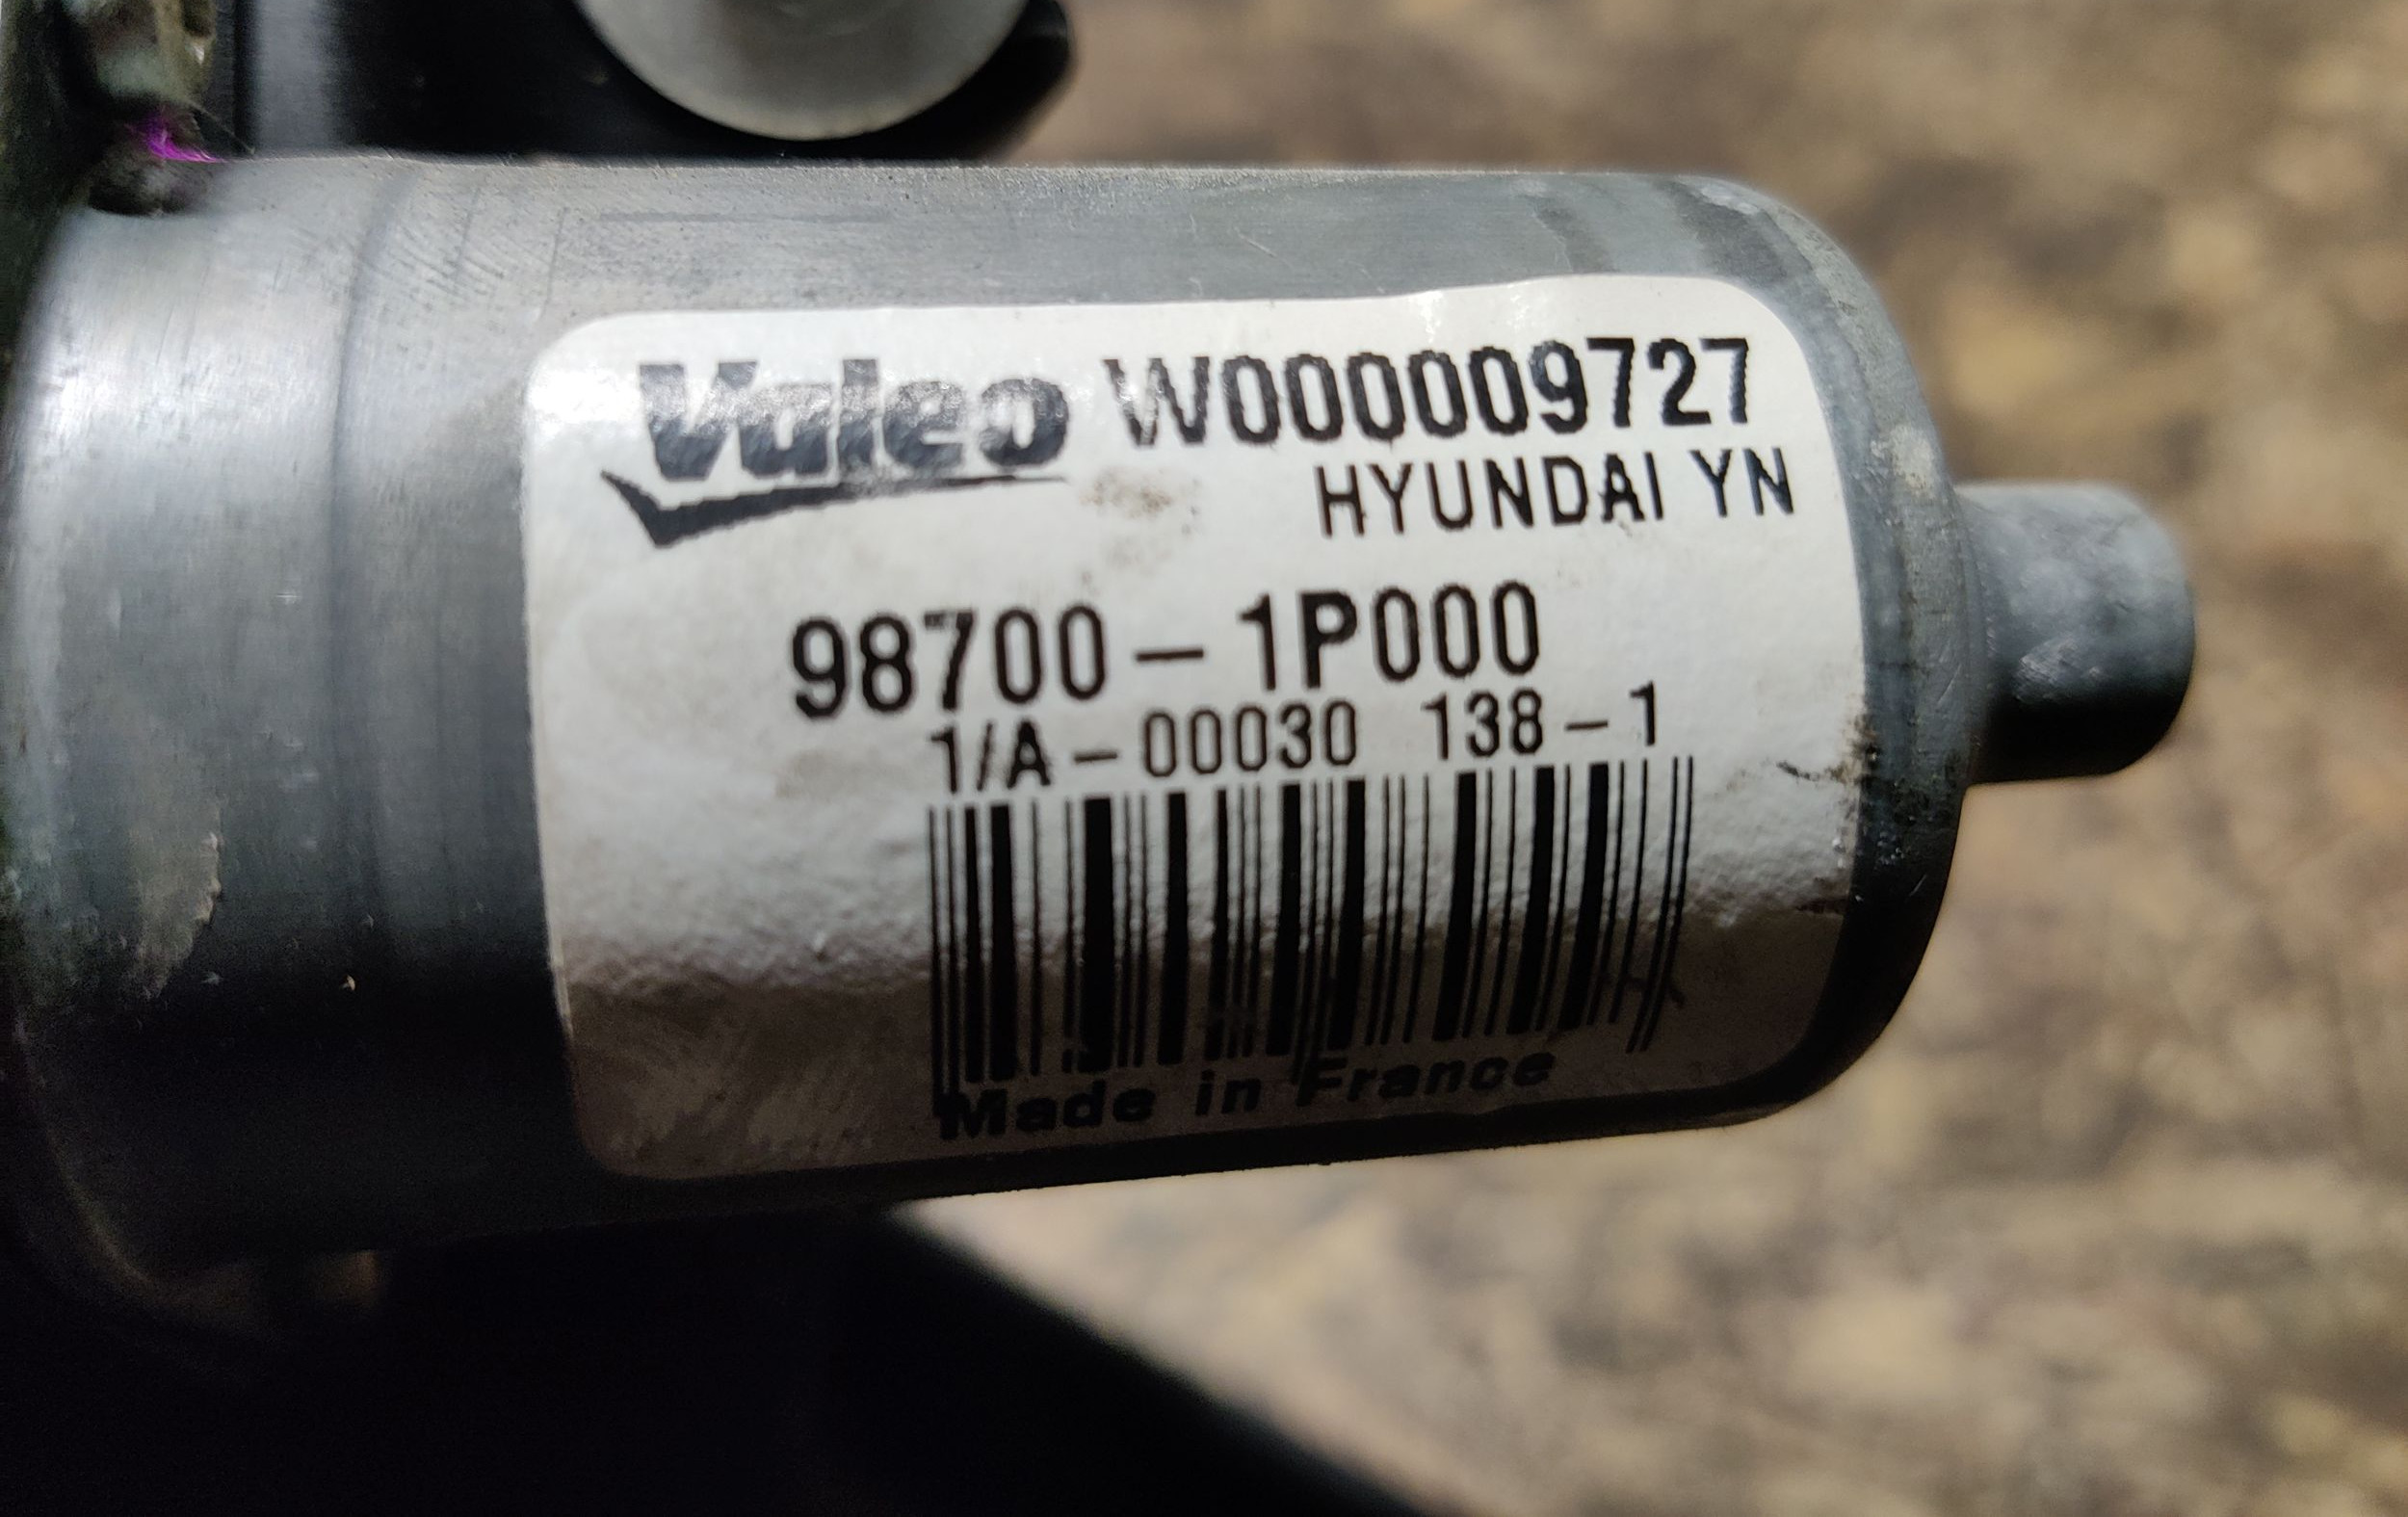 Valeo W000009727
HYUNDAI YN
98700-1P000
1/A-00030 138-1
Made in France